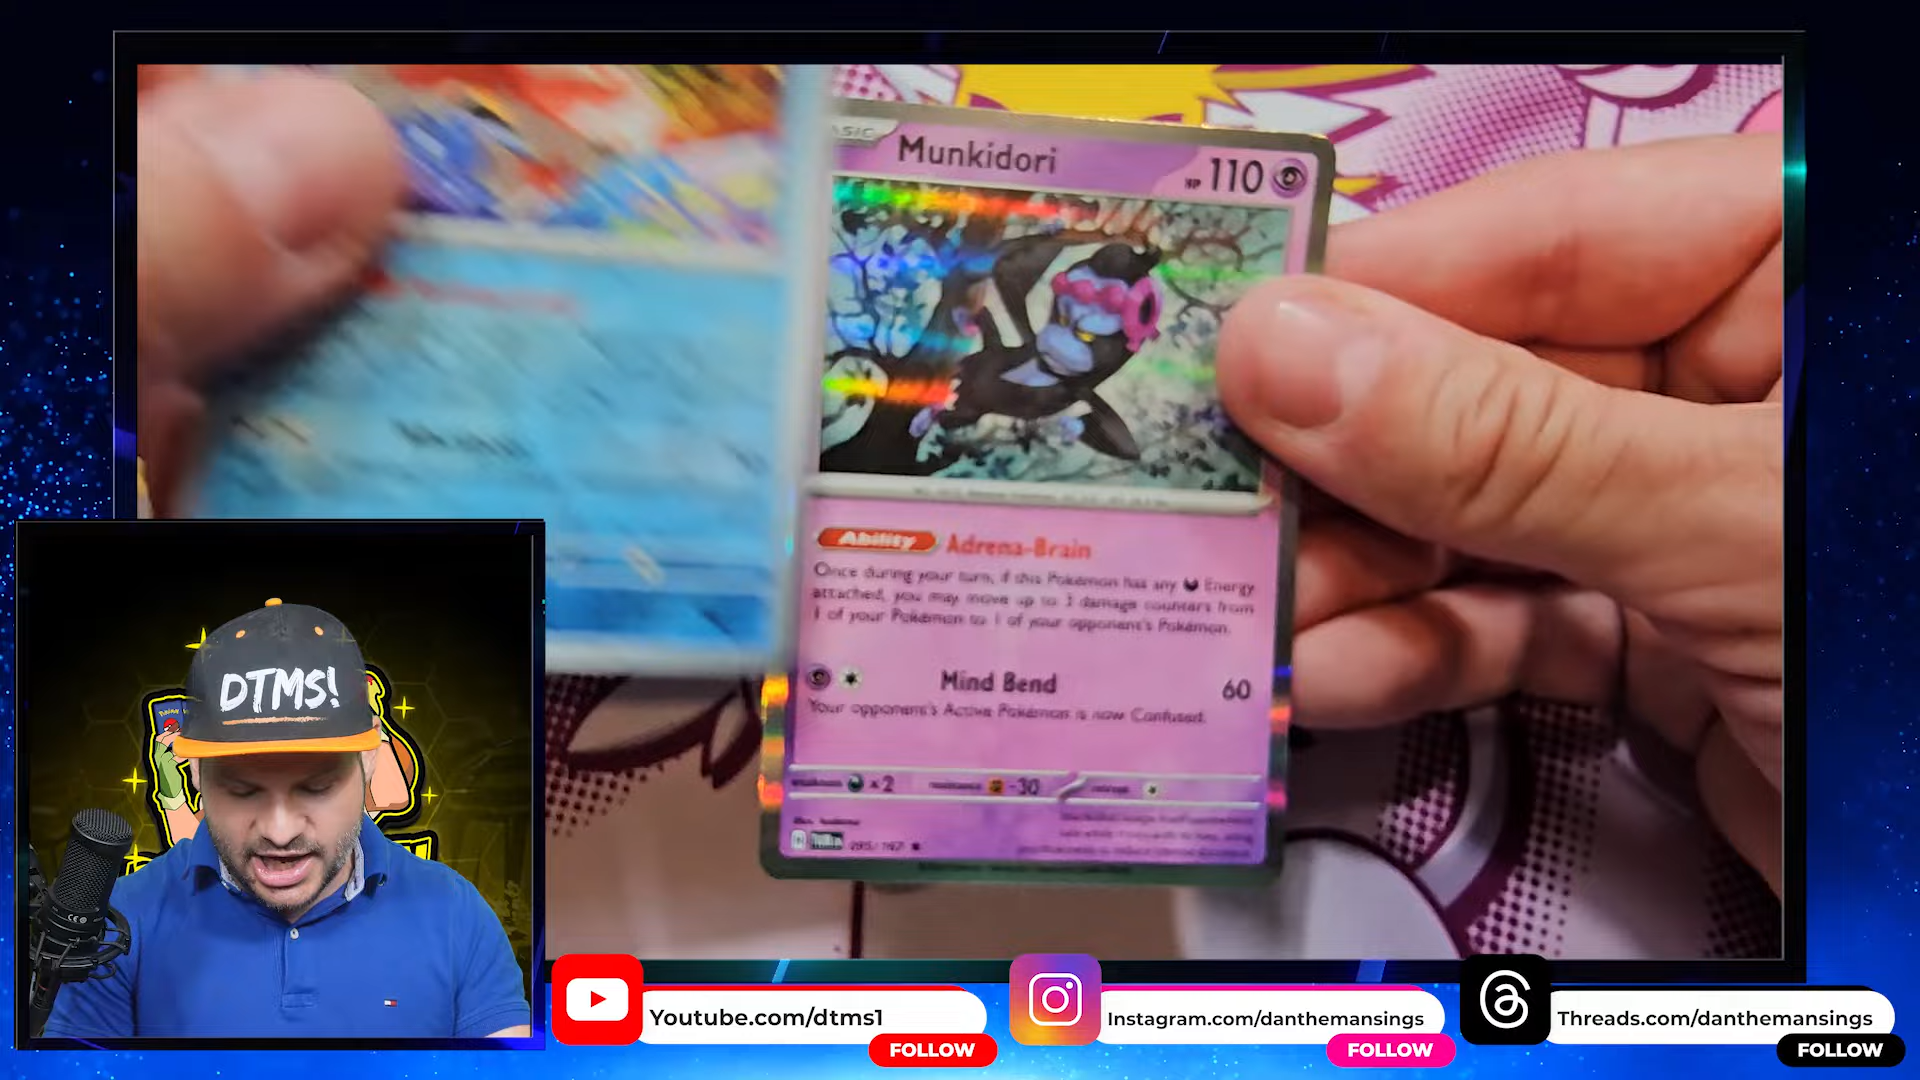 Munkidori
HP 110
Ability Adrena-Brain
Once during your turn, if this Pokémon has any Energy
attached, you may move up to 3 damage counters from
1 of your Pokémon to 1 of your opponent's Pokémon.
Mind Bend 60
Your opponent's Active Pokémon is now Confused.
x2
-30
095/167
DTMS!
Youtube.com/dtms1
FOLLOW
Instagram.com/danthemansings
FOLLOW
Threads.com/danthemansings
FOLLOW